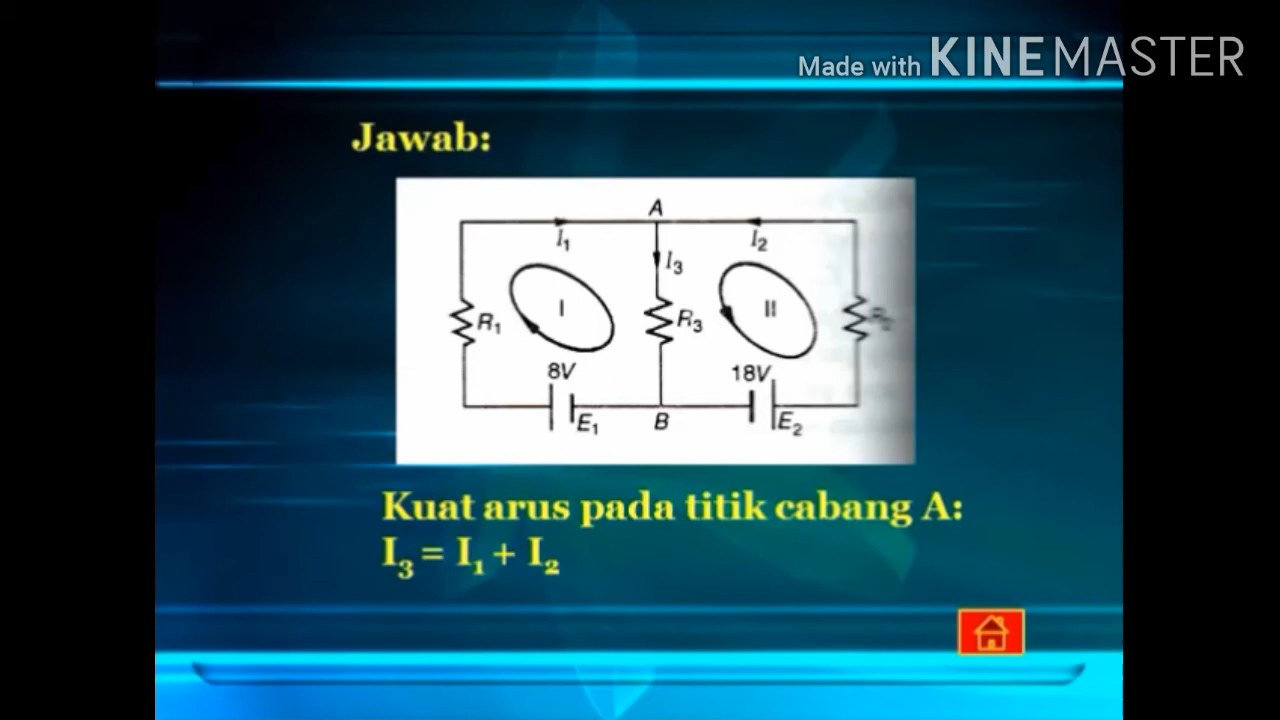 Made with KINEMASTER
Jawab:
A
I₁
I₂
I₃
I
II
R₁
R₃
8V
18V
E₁
B
E₂
Kuat arus pada titik cabang A:
I₃ = I₁ + I₂